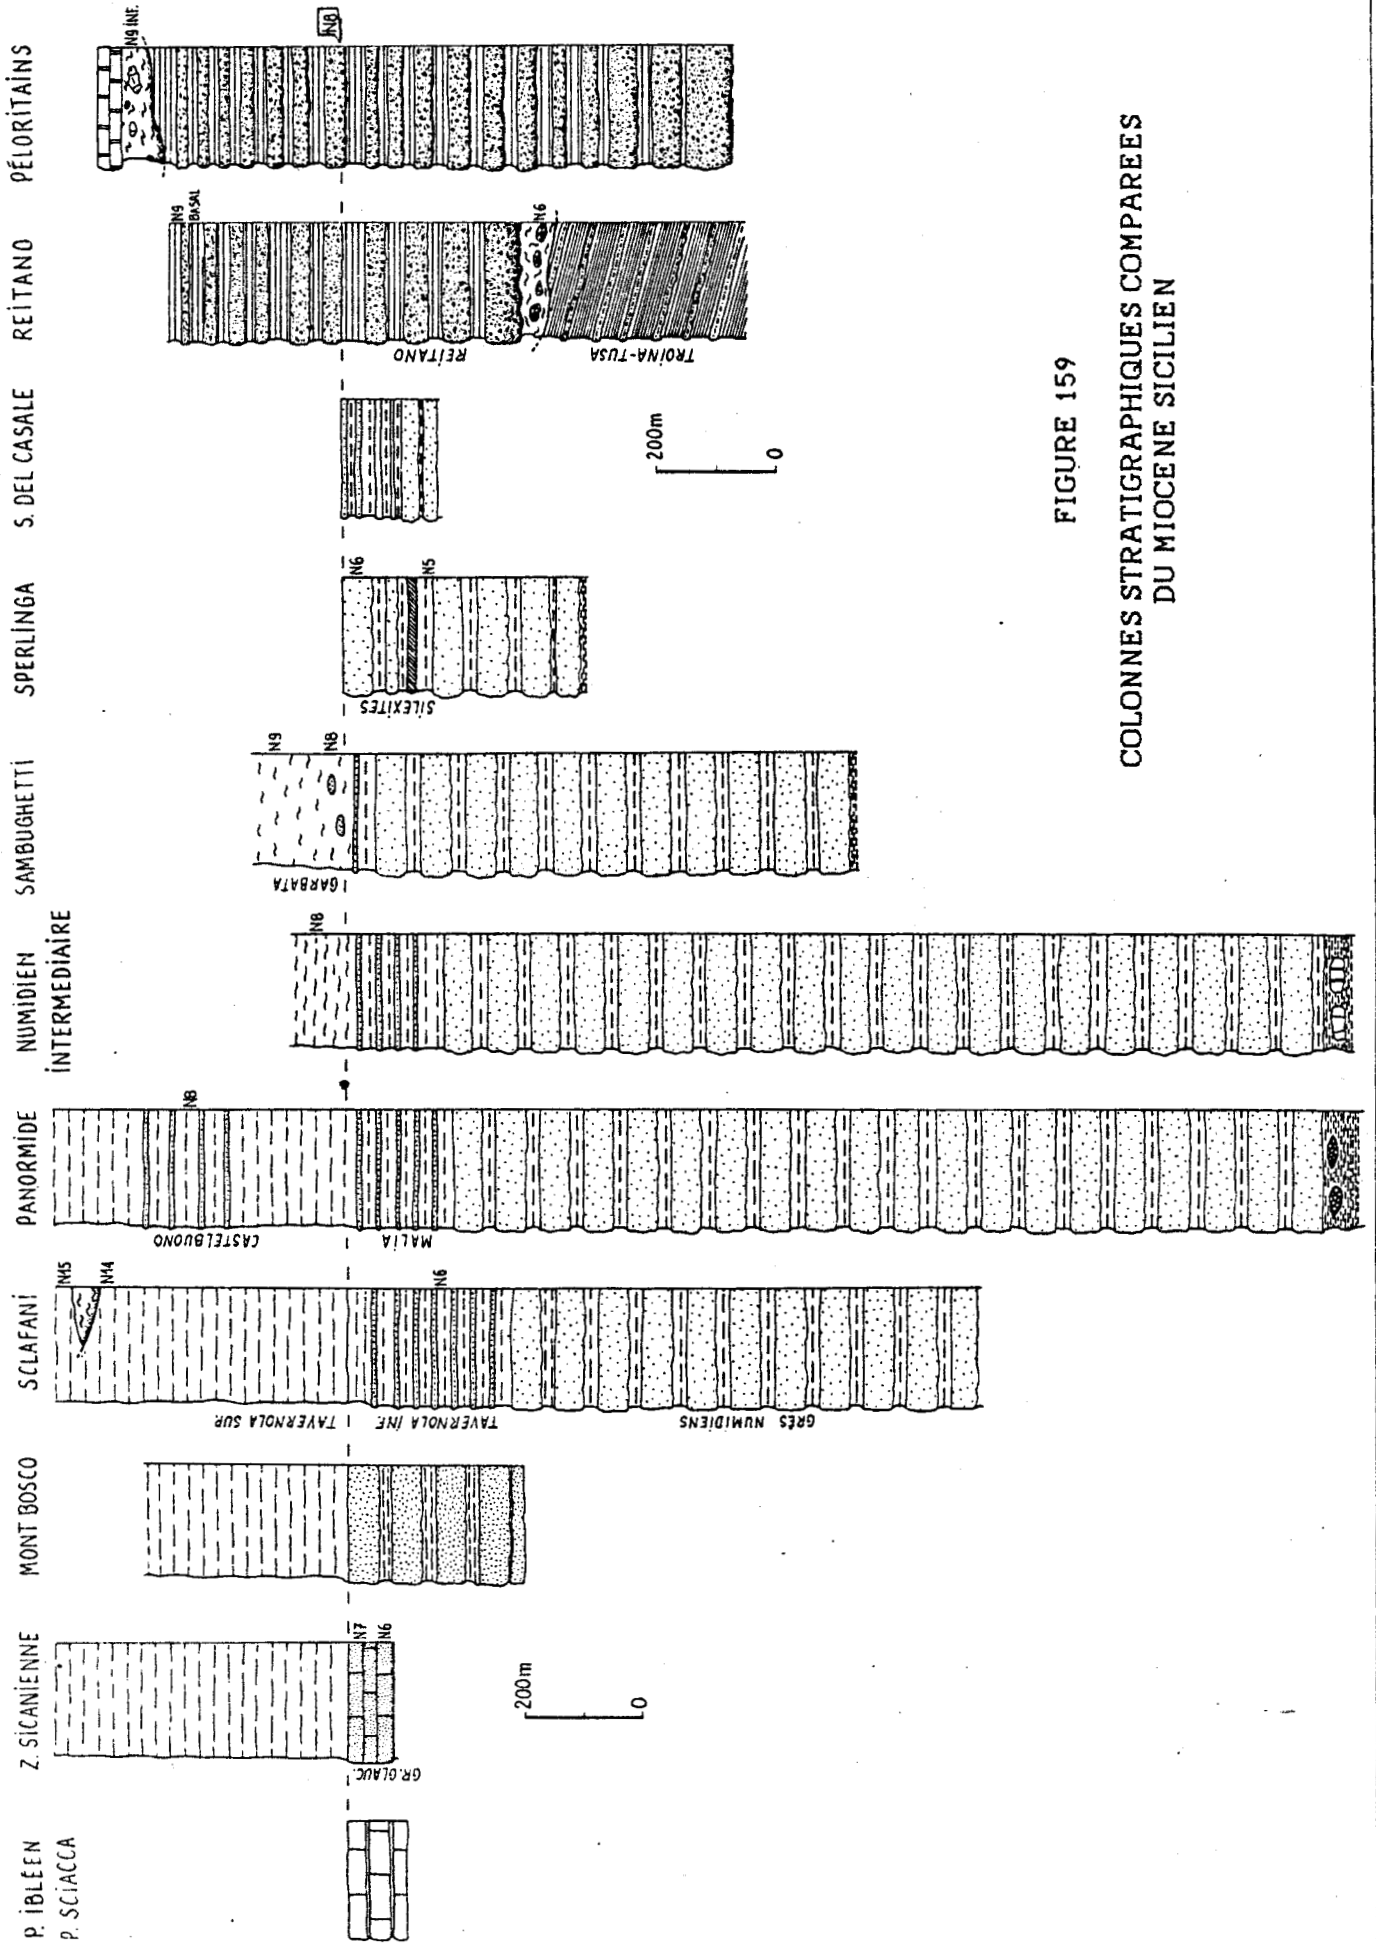 P. IBLÉEN
P. SCIACCA
Z. SICANIENNE
MONT BOSCO
SCLAFANI
PANORMIDE
NUMIDIEN
INTERMEDIAIRE
SAMBUGHETTI
SPERLINGA
S. DEL CASALE
REITANO
PÉLORITAINS
GR. GLAUC.
N7
N6
TAVERNOLA SUP
TAVERNOLA INF
GRÈS NUMIDIENS
N15
N14
N6
CASTELBUONO
MALIA
N8
N8
GARBATA
N9
N8
SILEXITES
N6
N5
REITANO
TROINA-TUSA
N9
BASAL
N6
N9 INF.
N8
200m
0
200m
0
FIGURE 159
COLONNES STRATIGRAPHIQUES COMPAREES
DU MIOCENE SICILIEN